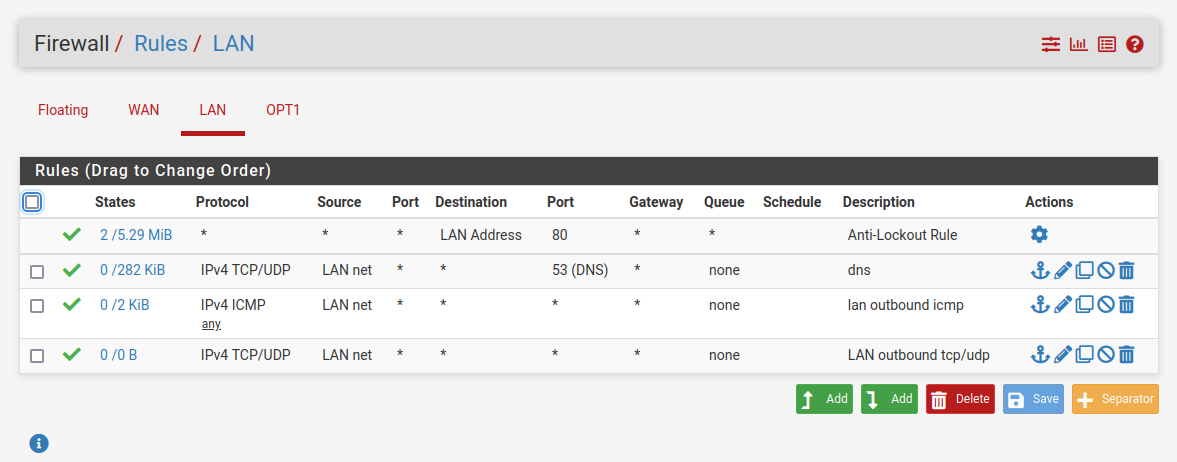 Firewall / Rules / LAN
Floating WAN LAN OPT1
Rules (Drag to Change Order)
States Protocol Source Port Destination Port Gateway Queue Schedule Description Actions
2 /5.29 MiB * * * LAN Address 80 * * Anti-Lockout Rule
0 /282 KiB IPv4 TCP/UDP LAN net * * 53 (DNS) * none dns
0 /2 KiB IPv4 ICMP LAN net * * * * none lan outbound icmp
any
0 /0 B IPv4 TCP/UDP LAN net * * * * none LAN outbound tcp/udp
Add Add Delete Save Separator